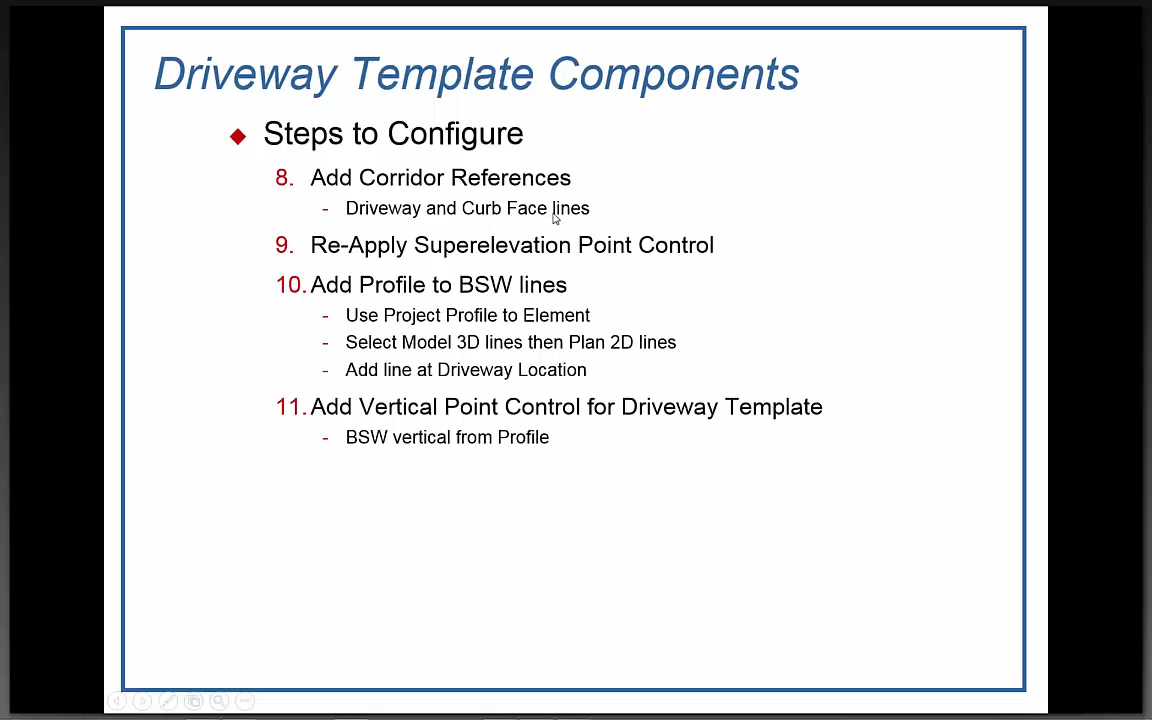 Driveway Template Components
◆ Steps to Configure
8. Add Corridor References
- Driveway and Curb Face lines
9. Re-Apply Superelevation Point Control
10. Add Profile to BSW lines
- Use Project Profile to Element
- Select Model 3D lines then Plan 2D lines
- Add line at Driveway Location
11. Add Vertical Point Control for Driveway Template
- BSW vertical from Profile